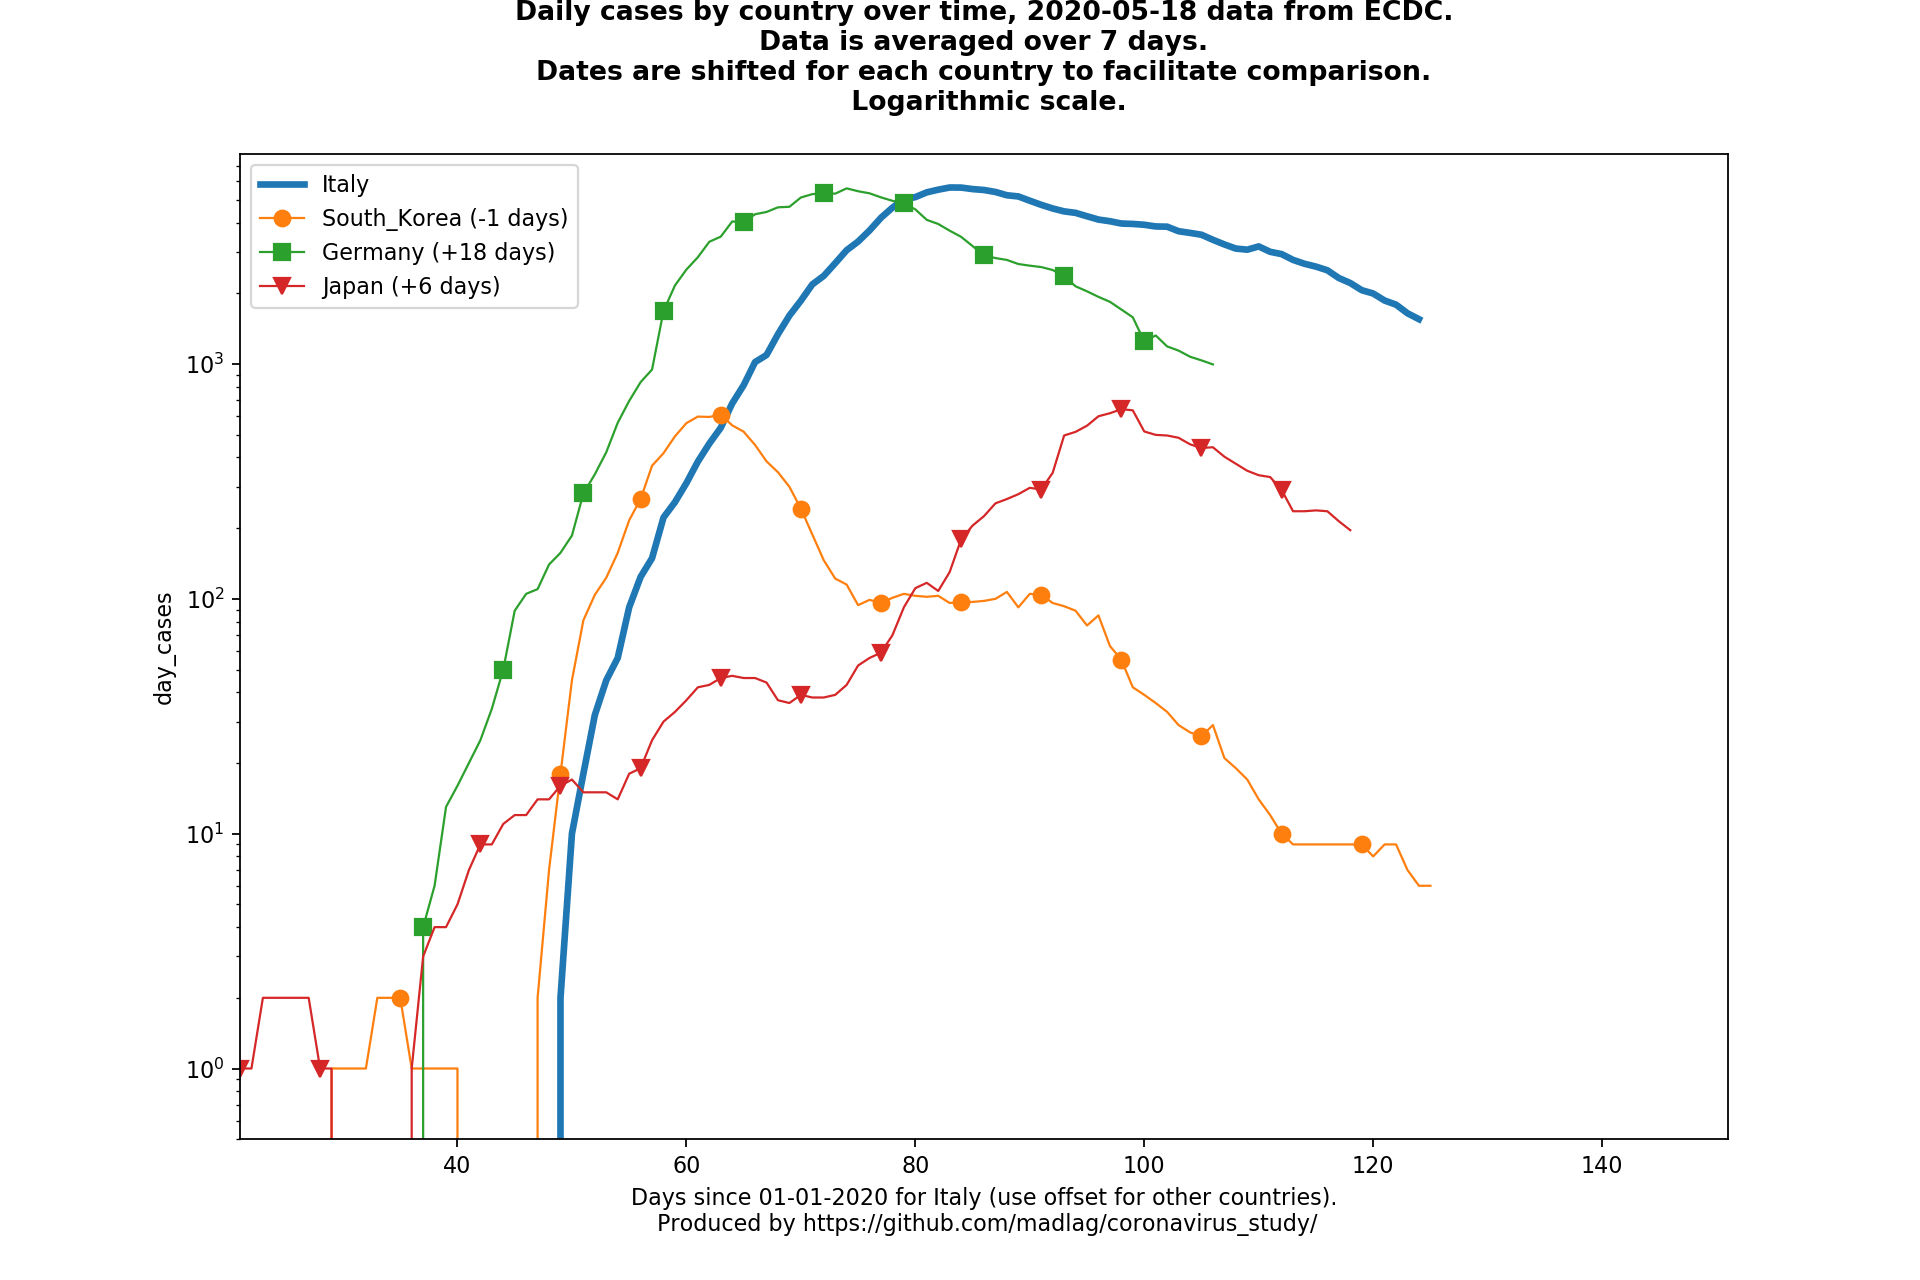 Daily cases by country over time, 2020-05-18 data from ECDC.
Data is averaged over 7 days.
Dates are shifted for each country to facilitate comparison.
Logarithmic scale.
Italy
South_Korea (-1 days)
Germany (+18 days)
Japan (+6 days)
10³
10²
10¹
10⁰
day_cases
40 60 80 100 120 140
Days since 01-01-2020 for Italy (use offset for other countries).
Produced by https://github.com/madlag/coronavirus_study/